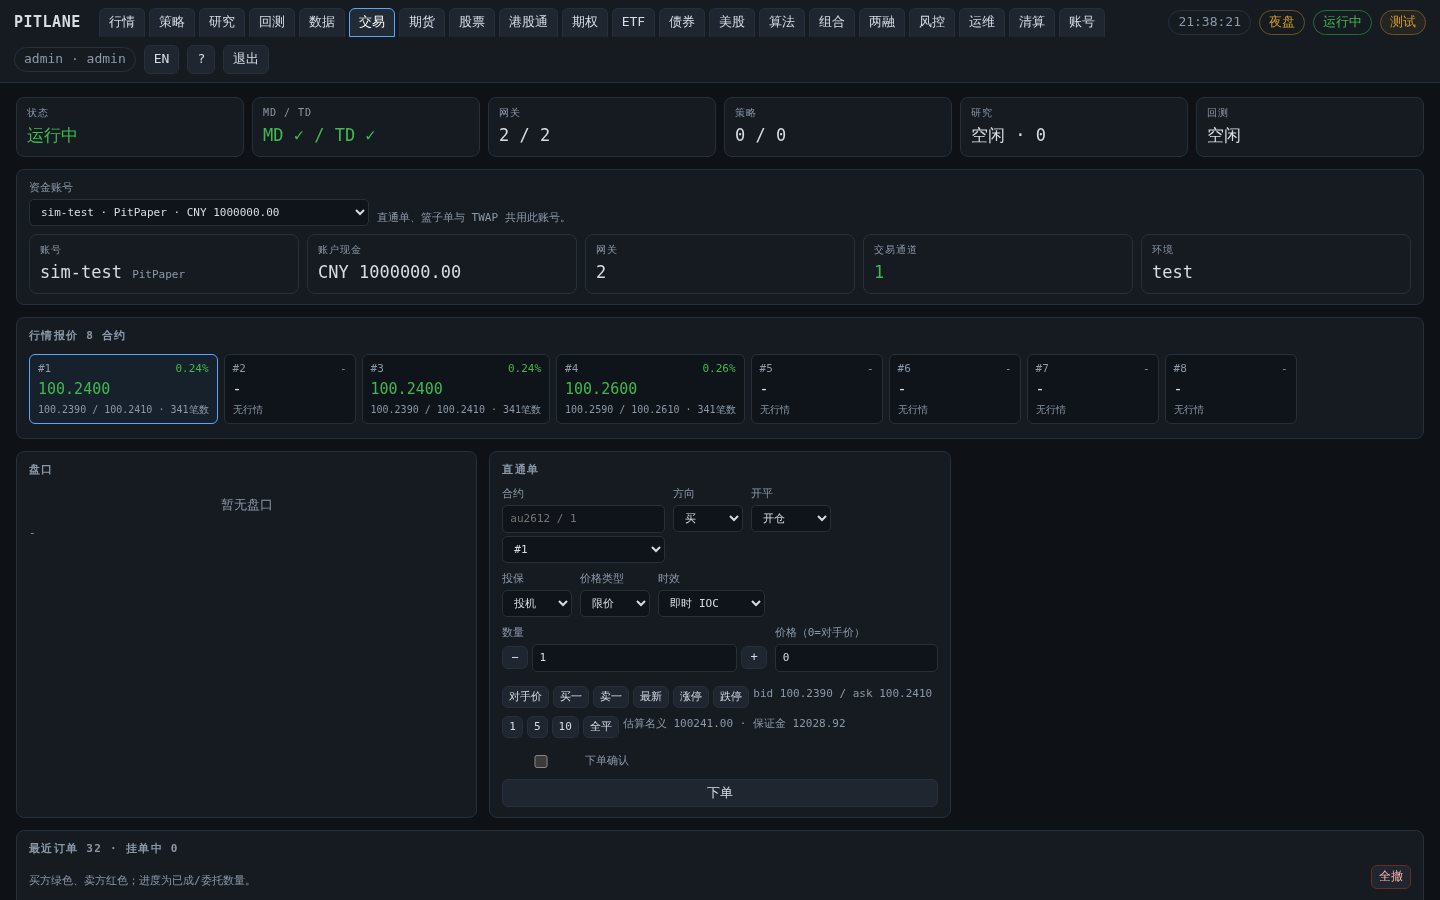 PITLANE 行情 策略 研究 回测 数据 交易 期货 股票 港股通 期权 ETF 债券 美股 算法 组合 两融 风控 运维 清算 账号 21:38:21 夜盘 运行中 测试
admin · admin EN ? 退出
状态 MD / TD 网关 策略 研究 回测
运行中 MD ✓ / TD ✓ 2 / 2 0 / 0 空闲 · 0 空闲
资金账号
sim-test · PitPaper · CNY 1000000.00 直通单、篮子单与 TWAP 共用此账号。
账号 账户现金 网关 交易通道 环境
sim-test PitPaper CNY 1000000.00 2 1 test
行情报价 8 合约
#1 0.24% #2 - #3 0.24% #4 0.26% #5 - #6 - #7 - #8 -
100.2400 - 100.2400 100.2600 - - - -
100.2390 / 100.2410 · 341笔数 无行情 100.2390 / 100.2410 · 341笔数 100.2590 / 100.2610 · 341笔数 无行情 无行情 无行情 无行情
盘口
暂无盘口
-
直通单
合约 方向 开平
au2612 / 1 买 开仓
#1
投保 价格类型 时效
投机 限价 即时 IOC
数量 价格（0=对手价）
− 1 + 0
对手价 买一 卖一 最新 涨停 跌停 bid 100.2390 / ask 100.2410
1 5 10 全平 估算名义 100241.00 · 保证金 12028.92
下单确认
下单
最近订单 32 · 挂单中 0
买方绿色、卖方红色；进度为已成/委托数量。 全撤